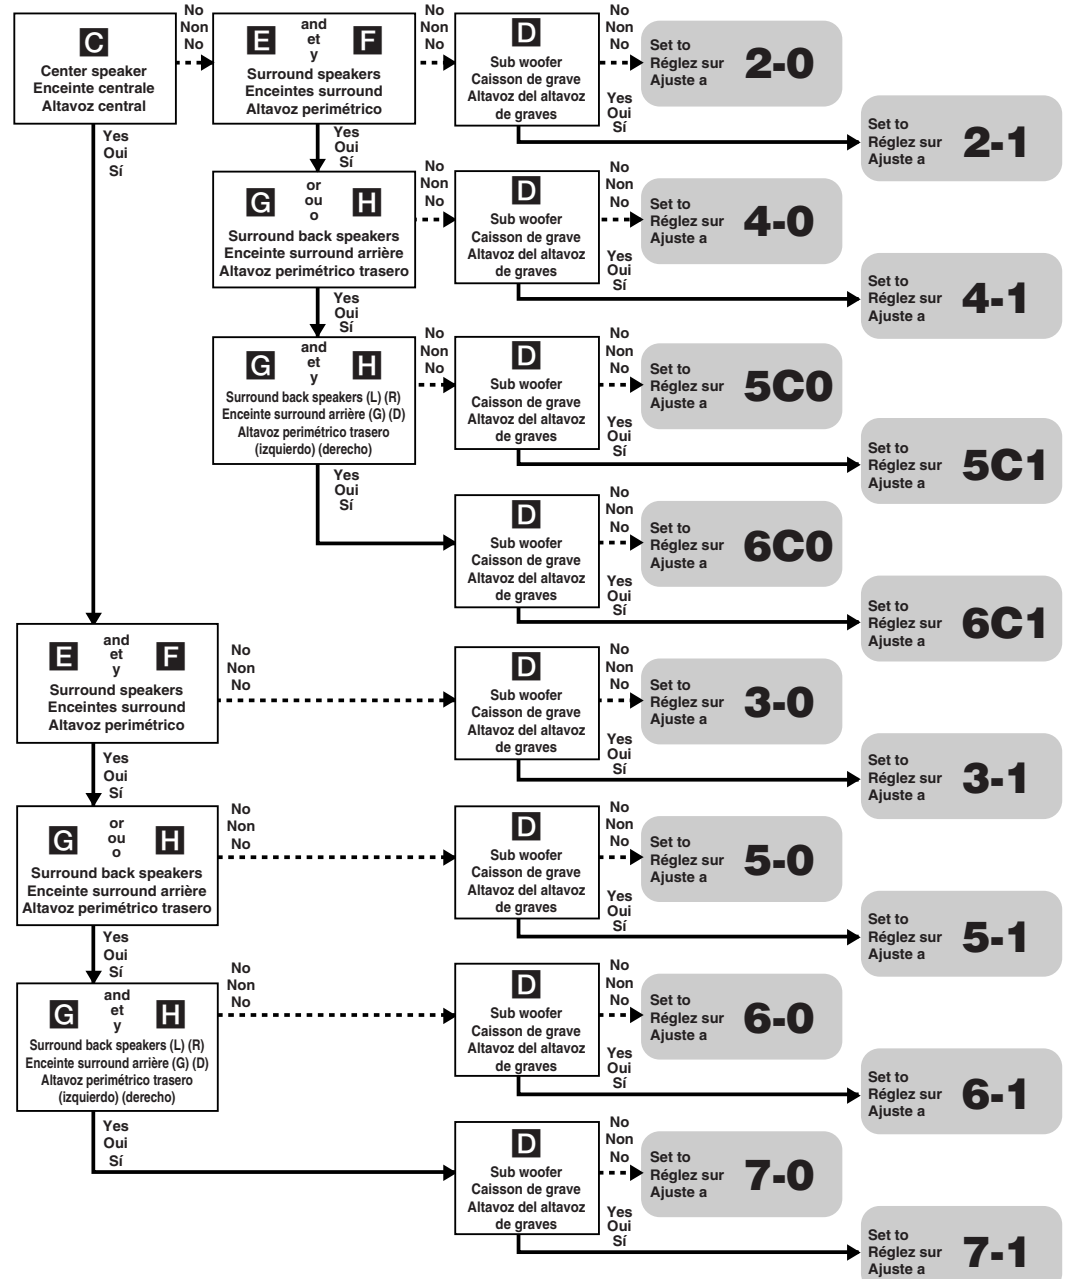 No
Non
No
C
Center speaker
Enceinte centrale
Altavoz central
E and et y F
Surround speakers
Enceintes surround
Altavoz perimétrico
No
Non
No
D
Sub woofer
Caisson de grave
Altavoz del altavoz
de graves
No
Non
No
Set to
Réglez sur
Ajuste a
2-0
Yes
Oui
Sí
Set to
Réglez sur
Ajuste a
2-1
Yes
Oui
Sí
Yes
Oui
Sí
G or ou o H
Surround back speakers
Enceinte surround arrière
Altavoz perimétrico trasero
No
Non
No
D
Sub woofer
Caisson de grave
Altavoz del altavoz
de graves
No
Non
No
Set to
Réglez sur
Ajuste a
4-0
Yes
Oui
Sí
Set to
Réglez sur
Ajuste a
4-1
Yes
Oui
Sí
G and et y H
Surround back speakers (L) (R)
Enceinte surround arrière (G) (D)
Altavoz perimétrico trasero
(izquierdo) (derecho)
No
Non
No
D
Sub woofer
Caisson de grave
Altavoz del altavoz
de graves
No
Non
No
Set to
Réglez sur
Ajuste a
5C0
Yes
Oui
Sí
Set to
Réglez sur
Ajuste a
5C1
Yes
Oui
Sí
D
Sub woofer
Caisson de grave
Altavoz del altavoz
de graves
No
Non
No
Set to
Réglez sur
Ajuste a
6C0
Yes
Oui
Sí
Set to
Réglez sur
Ajuste a
6C1
E and et y F
Surround speakers
Enceintes surround
Altavoz perimétrico
No
Non
No
D
Sub woofer
Caisson de grave
Altavoz del altavoz
de graves
No
Non
No
Set to
Réglez sur
Ajuste a
3-0
Yes
Oui
Sí
Set to
Réglez sur
Ajuste a
3-1
Yes
Oui
Sí
G or ou o H
Surround back speakers
Enceinte surround arrière
Altavoz perimétrico trasero
No
Non
No
D
Sub woofer
Caisson de grave
Altavoz del altavoz
de graves
No
Non
No
Set to
Réglez sur
Ajuste a
5-0
Yes
Oui
Sí
Set to
Réglez sur
Ajuste a
5-1
Yes
Oui
Sí
G and et y H
Surround back speakers (L) (R)
Enceinte surround arrière (G) (D)
Altavoz perimétrico trasero
(izquierdo) (derecho)
No
Non
No
D
Sub woofer
Caisson de grave
Altavoz del altavoz
de graves
No
Non
No
Set to
Réglez sur
Ajuste a
6-0
Yes
Oui
Sí
Set to
Réglez sur
Ajuste a
6-1
Yes
Oui
Sí
D
Sub woofer
Caisson de grave
Altavoz del altavoz
de graves
No
Non
No
Set to
Réglez sur
Ajuste a
7-0
Yes
Oui
Sí
Set to
Réglez sur
Ajuste a
7-1